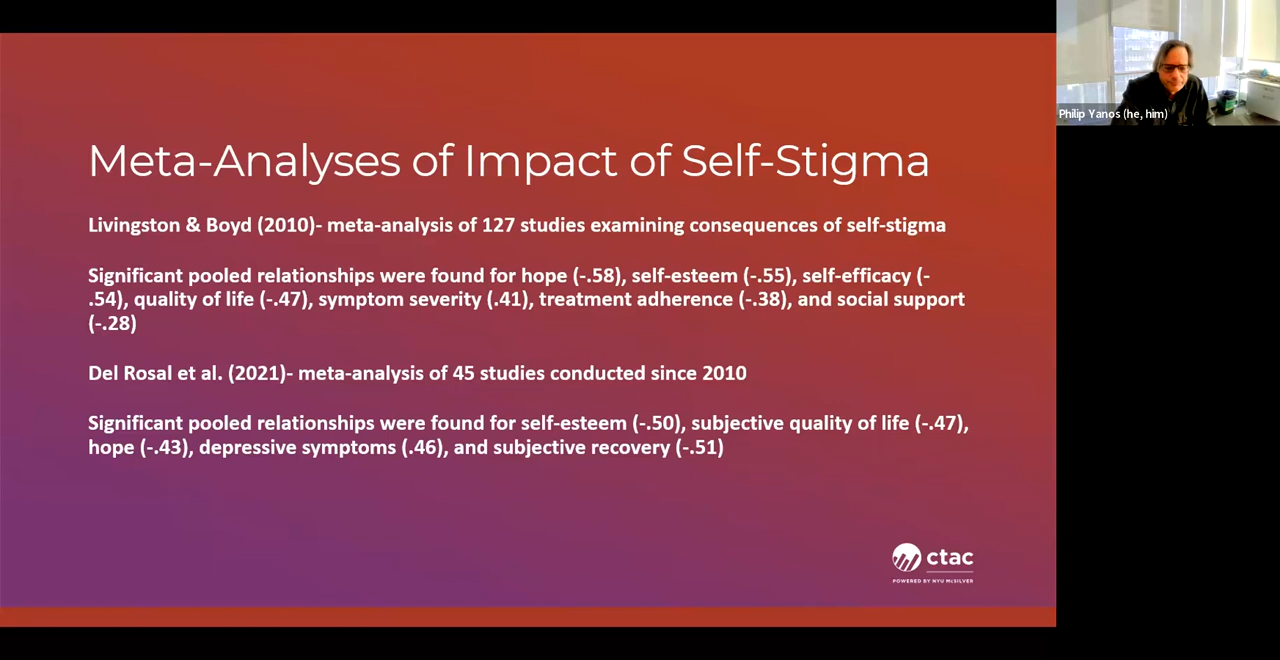 Meta-Analyses of Impact of Self-Stigma
Livingston & Boyd (2010)- meta-analysis of 127 studies examining consequences of self-stigma
Significant pooled relationships were found for hope (-.58), self-esteem (-.55), self-efficacy (-
.54), quality of life (-.47), symptom severity (.41), treatment adherence (-.38), and social support
(-.28)
Del Rosal et al. (2021)- meta-analysis of 45 studies conducted since 2010
Significant pooled relationships were found for self-esteem (-.50), subjective quality of life (-.47),
hope (-.43), depressive symptoms (.46), and subjective recovery (-.51)
ctac
POWERED BY NYU McSILVER
Philip Yanos (he, him)